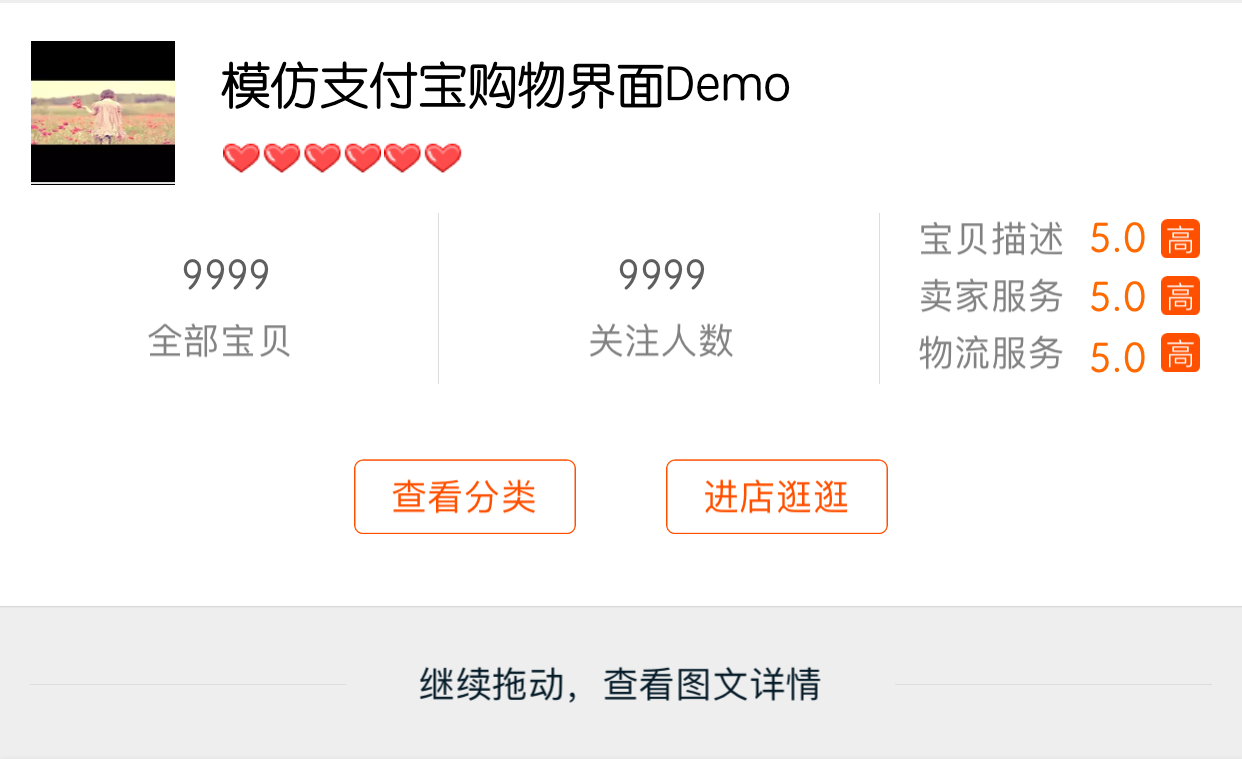 模仿支付宝购物界面Demo
❤❤❤❤❤❤
9999
全部宝贝
9999
关注人数
宝贝描述 5.0 高
卖家服务 5.0 高
物流服务 5.0 高
查看分类
进店逛逛
继续拖动，查看图文详情